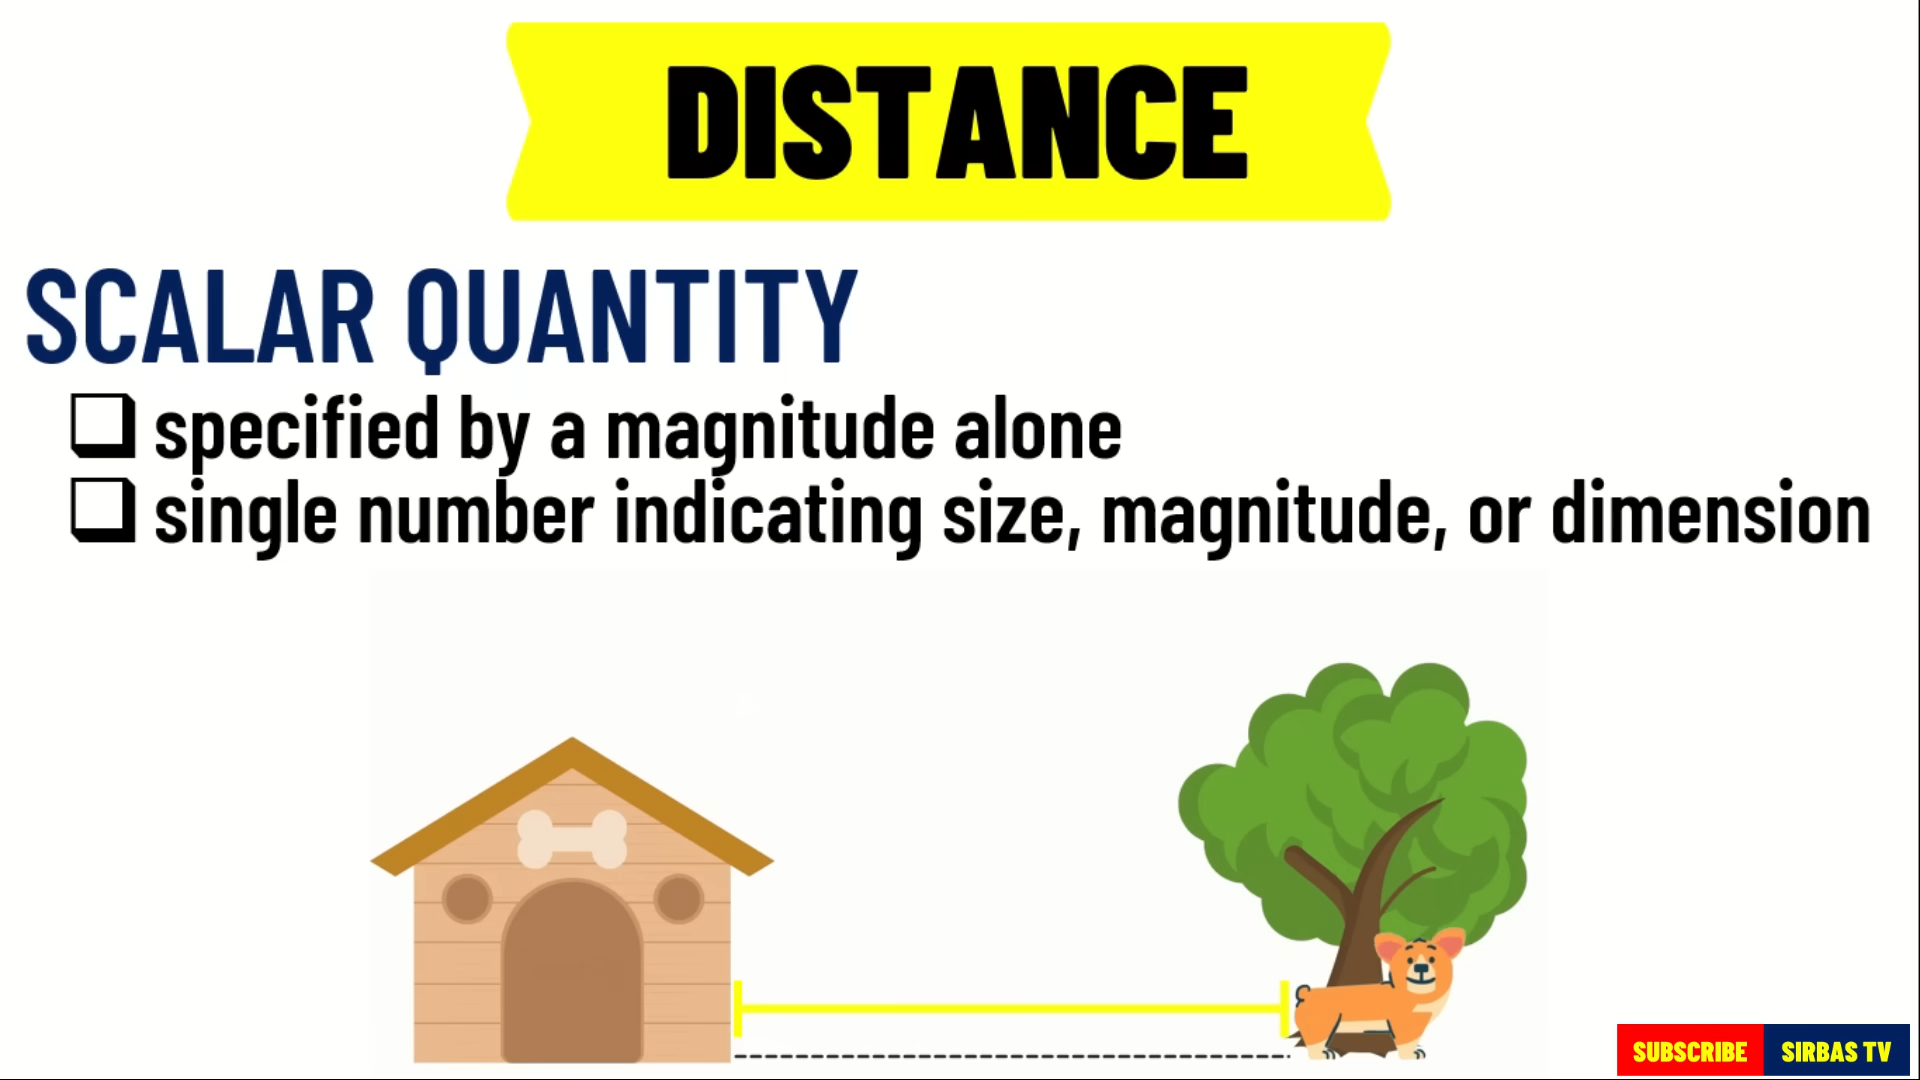 DISTANCE
SCALAR QUANTITY
❑ specified by a magnitude alone
❑ single number indicating size, magnitude, or dimension
SUBSCRIBE SIRBAS TV